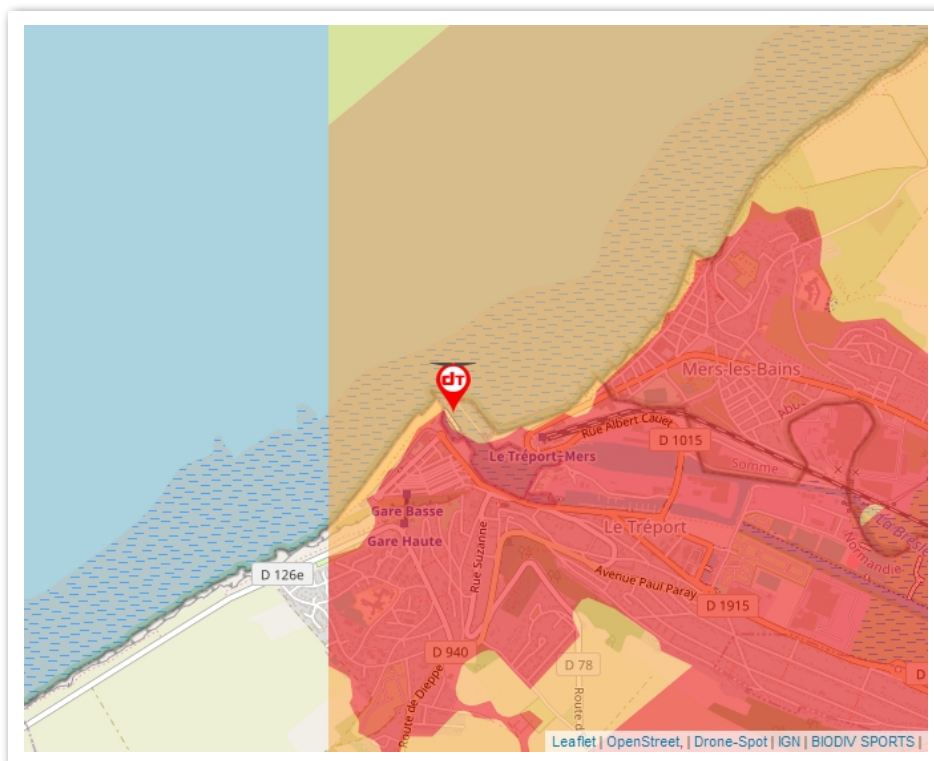 Mers-les-Bains
Abu
Rue Albert Cauet
D 1015
Le Tréport-Mers
Somme
Gare Basse
Le Tréport
La Bresle
Gare Haute
Normandie
Rue Suzanne
D 126e
Avenue Paul Paray
D 1915
D 940
D 78
D
Route de Dieppe
Route d
Leaflet | OpenStreet, | Drone-Spot | IGN | BIODIV SPORTS |